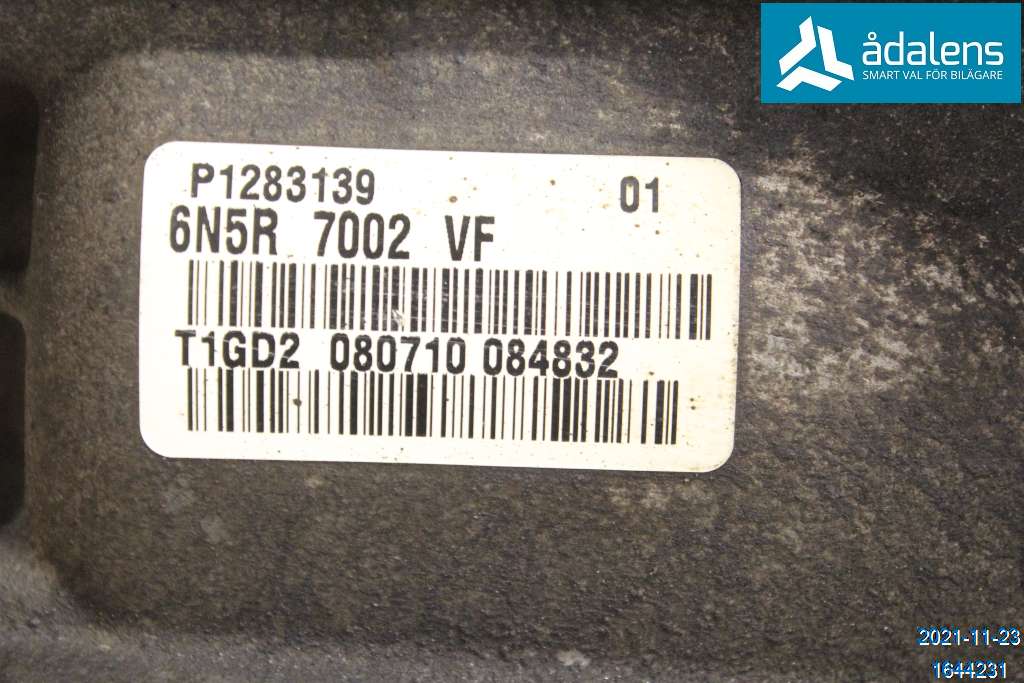 ådalens
SMART VAL FÖR BILÄGARE
P1283139 01
6N5R 7002 VF
T1GD2 080710 084832
2021-11-23
1644231